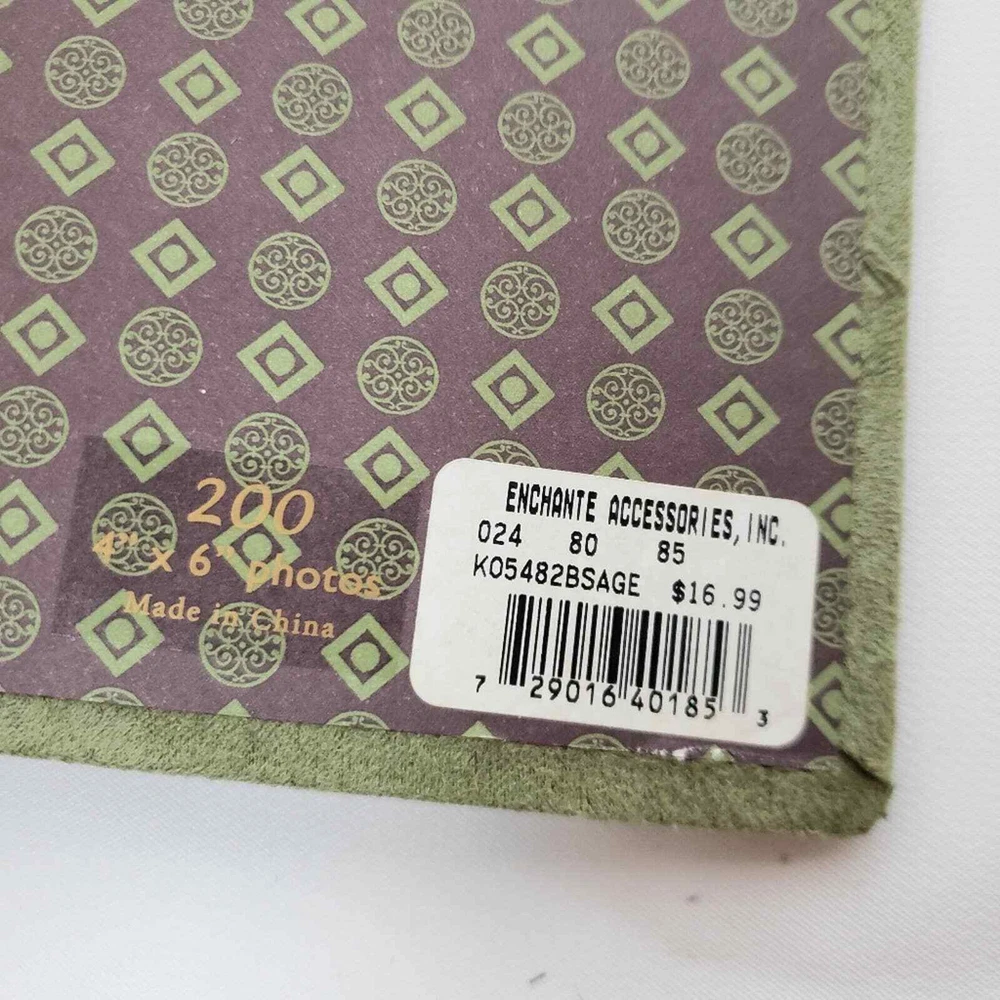 200
4" x 6" photos
Made in China
ENCHANTE ACCESSORIES, INC.
024 80 85
KO5482BSAGE $16.99
7 29016 40185 3